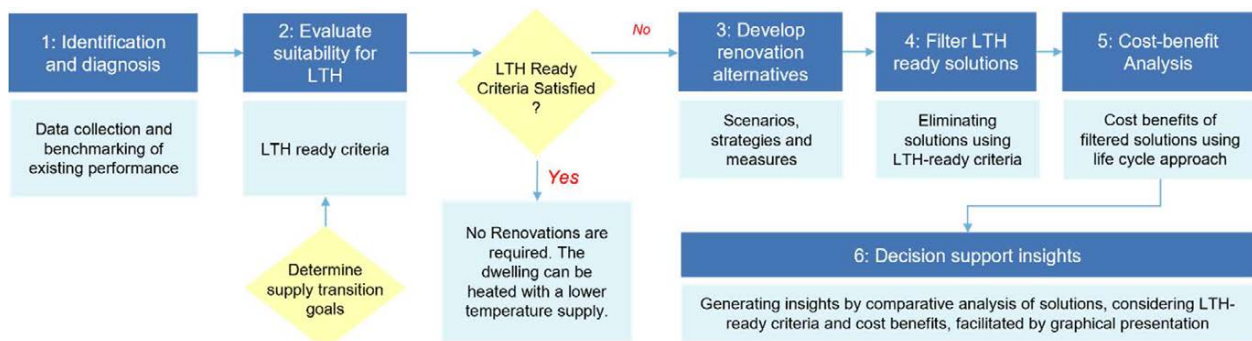 1: Identification
and diagnosis
Data collection and
benchmarking of
existing performance
2: Evaluate
suitability for
LTH
LTH ready criteria
Determine
supply transition
goals
LTH Ready
Criteria Satisfied
?
No
Yes
No Renovations are
required. The
dwelling can be
heated with a lower
temperature supply.
3: Develop
renovation
alternatives
Scenarios,
strategies and
measures
4: Filter LTH
ready solutions
Eliminating
solutions using
LTH-ready criteria
5: Cost-benefit
Analysis
Cost benefits of
filtered solutions using
life cycle approach
6: Decision support insights
Generating insights by comparative analysis of solutions, considering LTH-
ready criteria and cost benefits, facilitated by graphical presentation